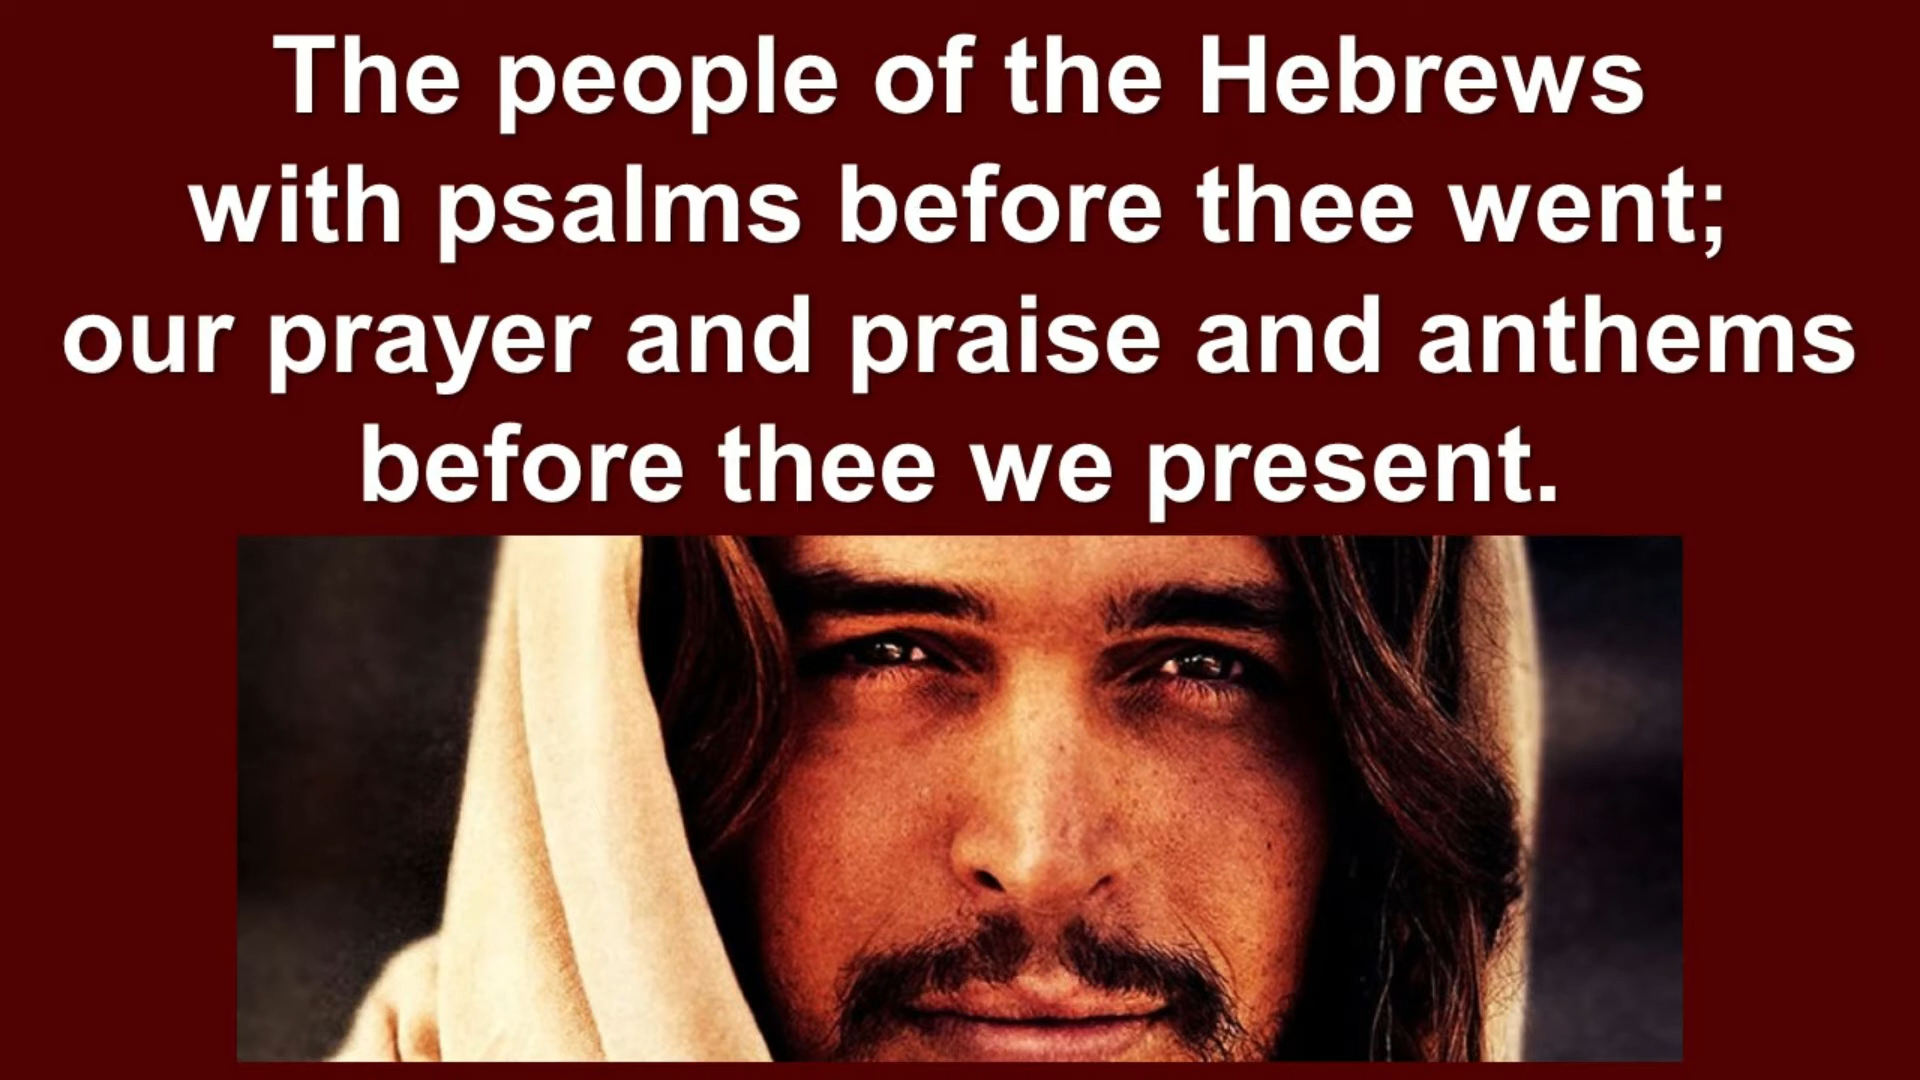 The people of the Hebrews
with psalms before thee went;
our prayer and praise and anthems
before thee we present.